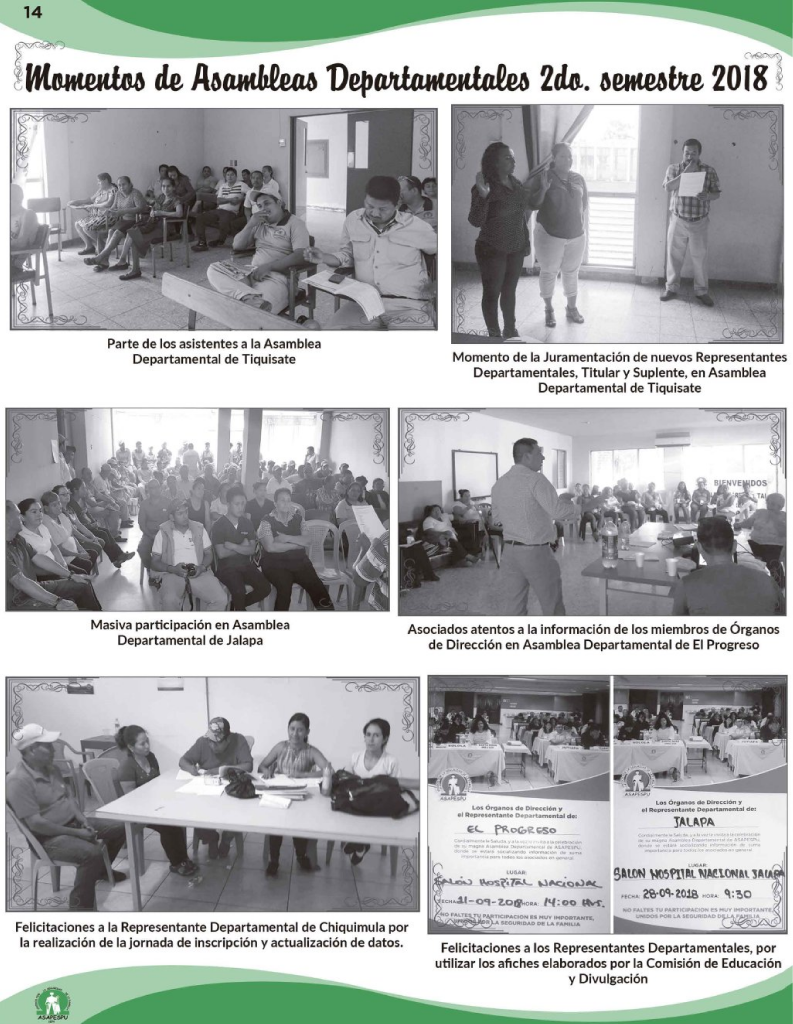 14
Momentos de Asambleas Departamentales 2do. semestre 2018
Parte de los asistentes a la Asamblea
Departamental de Tiquisate
Momento de la Juramentación de nuevos Representantes
Departamentales, Titular y Suplente, en Asamblea
Departamental de Tiquisate
BIENVENIDOS
Masiva participación en Asamblea
Departamental de Jalapa
Asociados atentos a la información de los miembros de Órganos
de Dirección en Asamblea Departamental de El Progreso
ASAPESPU
Los Órganos de Dirección y
el Representante Departamental de:
EL PROGRESO
LUGAR:
SALON HOSPITAL NACIONAL
FECHA: 21-09-2018 HORA: 14:00 Hrs.
NO FALTES TU PARTICIPACION ES MUY IMPORTANTE,
UNIDOS POR LA SEGURIDAD DE LA FAMILIA
ASAPESPU
Los Órganos de Dirección y
el Representante Departamental de:
JALAPA
LUGAR:
SALON HOSPITAL NACIONAL JALAPA
FECHA: 28-09-2018 HORA: 9:30
NO FALTES TU PARTICIPACION ES MUY IMPORTANTE,
UNIDOS POR LA SEGURIDAD DE LA FAMILIA
Felicitaciones a la Representante Departamental de Chiquimula por
la realización de la jornada de inscripción y actualización de datos.
Felicitaciones a los Representantes Departamentales, por
utilizar los afiches elaborados por la Comisión de Educación
y Divulgación
ASAPESPU